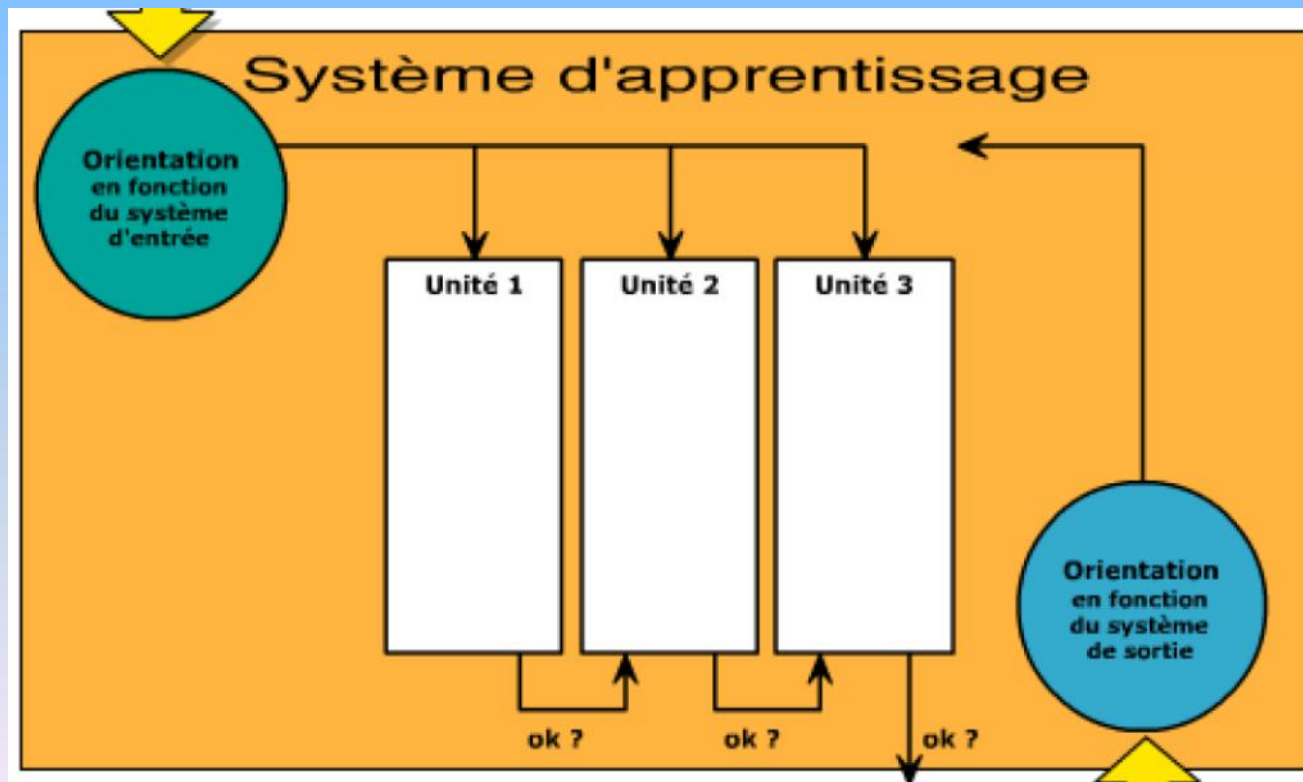 Système d'apprentissage
Orientation
en fonction
du système
d'entrée
Unité 1
Unité 2
Unité 3
Orientation
en fonction
du système
de sortie
ok ?
ok ?
ok ?